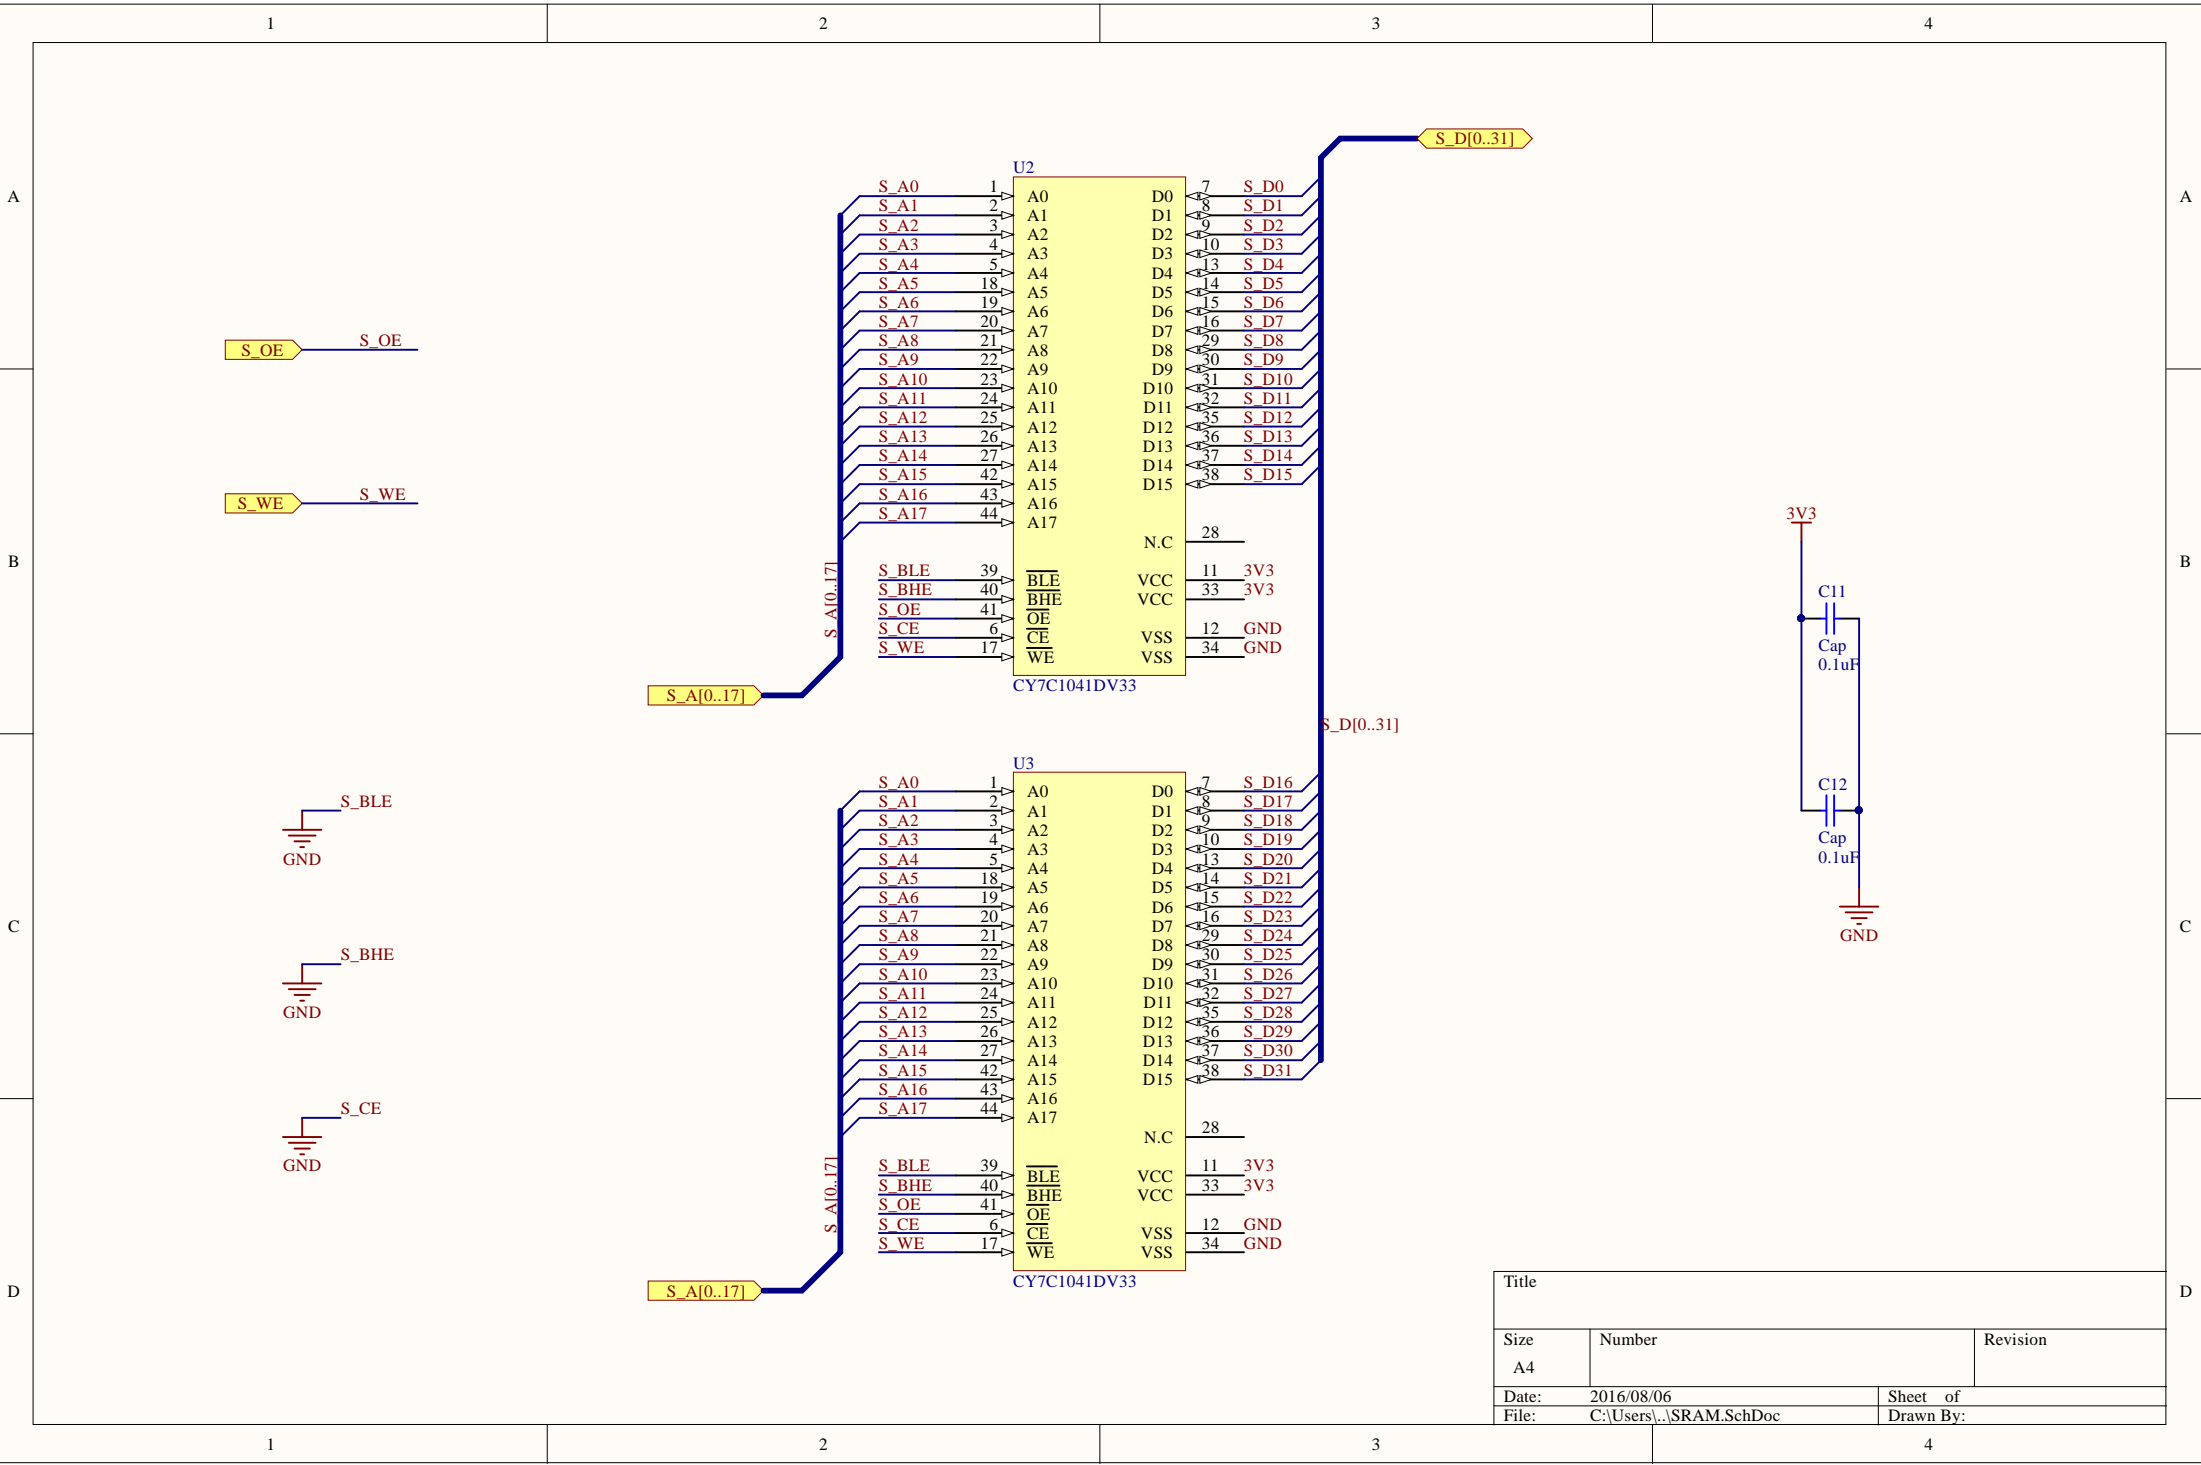 1 2 3 4
A A
B B
C C
D D
S_OE S_OE
S_WE S_WE
S_BLE
GND
S_BHE
GND
S_CE
GND
S_D[0..31]
U2
S_A0 1 A0 D0 7 S_D0
S_A1 2 A1 D1 8 S_D1
S_A2 3 A2 D2 9 S_D2
S_A3 4 A3 D3 10 S_D3
S_A4 5 A4 D4 13 S_D4
S_A5 18 A5 D5 14 S_D5
S_A6 19 A6 D6 15 S_D6
S_A7 20 A7 D7 16 S_D7
S_A8 21 A8 D8 29 S_D8
S_A9 22 A9 D9 30 S_D9
S_A10 23 A10 D10 31 S_D10
S_A11 24 A11 D11 32 S_D11
S_A12 25 A12 D12 35 S_D12
S_A13 26 A13 D13 36 S_D13
S_A14 27 A14 D14 37 S_D14
S_A15 42 A15 D15 38 S_D15
S_A16 43 A16
S_A17 44 A17
N.C 28
S_BLE 39 BLE VCC 11 3V3
S_BHE 40 BHE VCC 33 3V3
S_OE 41 OE
S_CE 6 CE VSS 12 GND
S_WE 17 WE VSS 34 GND
CY7C1041DV33
S_A[0..17]
S_A[0..17]
S_D[0..31]
U3
S_A0 1 A0 D0 7 S_D16
S_A1 2 A1 D1 8 S_D17
S_A2 3 A2 D2 9 S_D18
S_A3 4 A3 D3 10 S_D19
S_A4 5 A4 D4 13 S_D20
S_A5 18 A5 D5 14 S_D21
S_A6 19 A6 D6 15 S_D22
S_A7 20 A7 D7 16 S_D23
S_A8 21 A8 D8 29 S_D24
S_A9 22 A9 D9 30 S_D25
S_A10 23 A10 D10 31 S_D26
S_A11 24 A11 D11 32 S_D27
S_A12 25 A12 D12 35 S_D28
S_A13 26 A13 D13 36 S_D29
S_A14 27 A14 D14 37 S_D30
S_A15 42 A15 D15 38 S_D31
S_A16 43 A16
S_A17 44 A17
N.C 28
S_BLE 39 BLE VCC 11 3V3
S_BHE 40 BHE VCC 33 3V3
S_OE 41 OE
S_CE 6 CE VSS 12 GND
S_WE 17 WE VSS 34 GND
CY7C1041DV33
S_A[0..17]
S_A[0..17]
3V3
C11
Cap
0.1uF
C12
Cap
0.1uF
GND
Title
Size Number Revision
A4
Date: 2016/08/06 Sheet of
File: C:\Users\..\SRAM.SchDoc Drawn By:
1 2 3 4